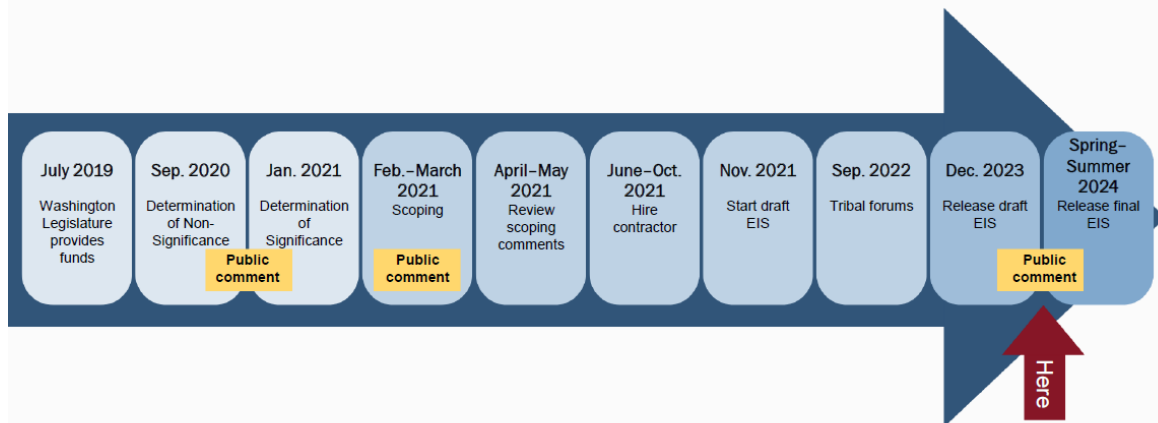 July 2019
Washington
Legislature
provides
funds
Sep. 2020
Determination
of Non-
Significance
Jan. 2021
Determination
of
Significance
Public
comment
Feb.–March
2021
Scoping
Public
comment
April–May
2021
Review
scoping
comments
June–Oct.
2021
Hire
contractor
Nov. 2021
Start draft
EIS
Sep. 2022
Tribal forums
Dec. 2023
Release draft
EIS
Spring–
Summer
2024
Release final
EIS
Public
comment
Here